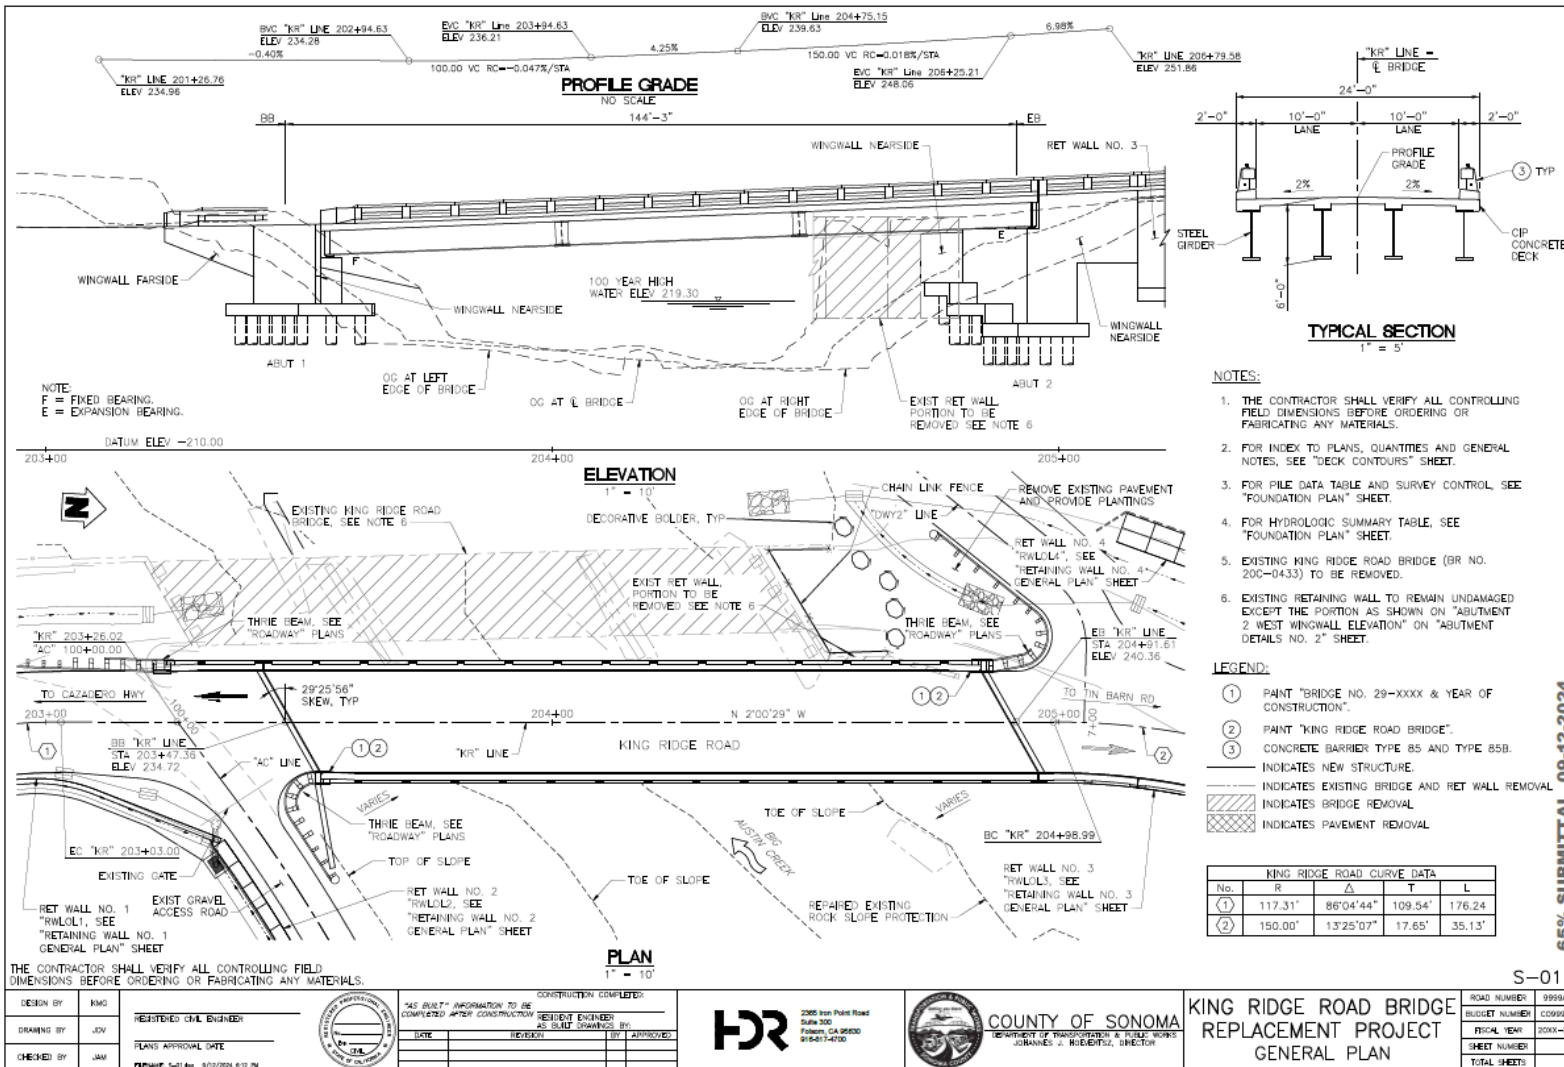 BVC "KR" LINE 202+94.63
ELEV 234.28
-0.40%
EVC "KR" Line 203+94.63
ELEV 236.21
4.25%
BVC "KR" Line 204+75.15
ELEV 239.63
6.98%
"KR" LINE 201+26.76
ELEV 234.96
100.00 VC RC=-0.047%/STA
150.00 VC RC=0.018%/STA
EVC "KR" Line 206+25.21
ELEV 248.06
"KR" LINE 206+79.58
ELEV 251.86
PROFILE GRADE
NO SCALE
BB
144'-3"
EB
WINGWALL NEARSIDE
RET WALL NO. 3
WINGWALL FARSIDE
F
E
100 YEAR HIGH
WATER ELEV 219.30
WINGWALL NEARSIDE
WINGWALL
NEARSIDE
ABUT 1
ABUT 2
OG AT LEFT
EDGE OF BRIDGE
OG AT ℄ BRIDGE
OG AT RIGHT
EDGE OF BRIDGE
EXIST RET WALL
PORTION TO BE
REMOVED SEE NOTE 6
NOTE:
F = FIXED BEARING.
E = EXPANSION BEARING.
DATUM ELEV -210.00
203+00
204+00
205+00
ELEVATION
1" = 10'
"KR" LINE =
℄ BRIDGE
24'-0"
2'-0"
10'-0"
LANE
10'-0"
LANE
2'-0"
PROFILE
GRADE
3 TYP
2%
2%
STEEL
GIRDER
CIP
CONCRETE
DECK
6'-0"
TYPICAL SECTION
1" = 5'
NOTES:
1. THE CONTRACTOR SHALL VERIFY ALL CONTROLLING
FIELD DIMENSIONS BEFORE ORDERING OR
FABRICATING ANY MATERIALS.
2. FOR INDEX TO PLANS, QUANTITIES AND GENERAL
NOTES, SEE "DECK CONTOURS" SHEET.
3. FOR PILE DATA TABLE AND SURVEY CONTROL, SEE
"FOUNDATION PLAN" SHEET.
4. FOR HYDROLOGIC SUMMARY TABLE, SEE
"FOUNDATION PLAN" SHEET.
5. EXISTING KING RIDGE ROAD BRIDGE (BR NO.
20C-0433) TO BE REMOVED.
6. EXISTING RETAINING WALL TO REMAIN UNDAMAGED
EXCEPT THE PORTION AS SHOWN ON "ABUTMENT
2 WEST WINGWALL ELEVATION" ON "ABUTMENT
DETAILS NO. 2" SHEET.
LEGEND:
1 PAINT "BRIDGE NO. 29-XXXX & YEAR OF
CONSTRUCTION".
2 PAINT "KING RIDGE ROAD BRIDGE".
3 CONCRETE BARRIER TYPE 85 AND TYPE 85B.
INDICATES NEW STRUCTURE.
INDICATES EXISTING BRIDGE AND RET WALL REMOVAL
INDICATES BRIDGE REMOVAL
INDICATES PAVEMENT REMOVAL
KING RIDGE ROAD CURVE DATA
No. R Δ T L
1 117.31' 86°04'44" 109.54' 176.24
2 150.00' 13°25'07" 17.65' 35.13'
N
EXISTING KING RIDGE ROAD
BRIDGE, SEE NOTE 6
DECORATIVE BOLDER, TYP
CHAIN LINK FENCE
"DWY2" LINE
REMOVE EXISTING PAVEMENT
AND PROVIDE PLANTINGS
RET WALL NO. 4
"RWLOL4", SEE
"RETAINING WALL NO. 4
GENERAL PLAN" SHEET
EXIST RET WALL,
PORTION TO BE
REMOVED SEE NOTE 6
THRIE BEAM, SEE
"ROADWAY" PLANS
THRIE BEAM, SEE
"ROADWAY" PLANS
"KR" 203+26.02
"AC" 100+00.00
EB "KR" LINE
STA 204+91.61
ELEV 240.36
TO CAZADERO HWY
29°25'56"
SKEW, TYP
1 2
TO TIN BARN RD
203+00
100+00
204+00
N 2°00'29" W
205+00
7+00
1
BB "KR" LINE
STA 203+47.36
ELEV 234.72
"AC" LINE
1 2
"KR" LINE
KING RIDGE ROAD
2
VARIES
THRIE BEAM, SEE
"ROADWAY" PLANS
TOE OF SLOPE
VARIES
BIG
AUSTIN CREEK
BC "KR" 204+98.99
EC "KR" 203+03.00
TOP OF SLOPE
EXISTING GATE
TOE OF SLOPE
RET WALL NO. 3
"RWLOL3, SEE
"RETAINING WALL NO. 3
GENERAL PLAN" SHEET
EXIST GRAVEL
ACCESS ROAD
RET WALL NO. 2
"RWLOL2, SEE
"RETAINING WALL NO. 2
GENERAL PLAN" SHEET
REPAIRED EXISTING
ROCK SLOPE PROTECTION
RET WALL NO. 1
"RWLOL1, SEE
"RETAINING WALL NO. 1
GENERAL PLAN" SHEET
PLAN
1" = 10'
THE CONTRACTOR SHALL VERIFY ALL CONTROLLING FIELD
DIMENSIONS BEFORE ORDERING OR FABRICATING ANY MATERIALS.
65% SUBMITTAL 09-12-2024
S-01
DESIGN BY KMG
DRAWING BY JDV
CHECKED BY JAM
REGISTERED CIVIL ENGINEER
PLANS APPROVAL DATE
REGISTERED PROFESSIONAL ENGINEER
CIVIL
STATE OF CALIFORNIA
"AS BUILT" INFORMATION TO BE
COMPLETED AFTER CONSTRUCTION
CONSTRUCTION COMPLETED:
RESIDENT ENGINEER
AS BUILT DRAWINGS BY:
DATE REVISION BY APPROVED
HDR
2365 Iron Point Road
Suite 300
Folsom, CA 95630
916-817-4700
COUNTY OF SONOMA
DEPARTMENT OF TRANSPORTATION & PUBLIC WORKS
JOHANNES J. HOEVERTSZ, DIRECTOR
KING RIDGE ROAD BRIDGE
REPLACEMENT PROJECT
GENERAL PLAN
ROAD NUMBER 9999
BUDGET NUMBER C0999
FISCAL YEAR 20XX-
SHEET NUMBER
TOTAL SHEETS